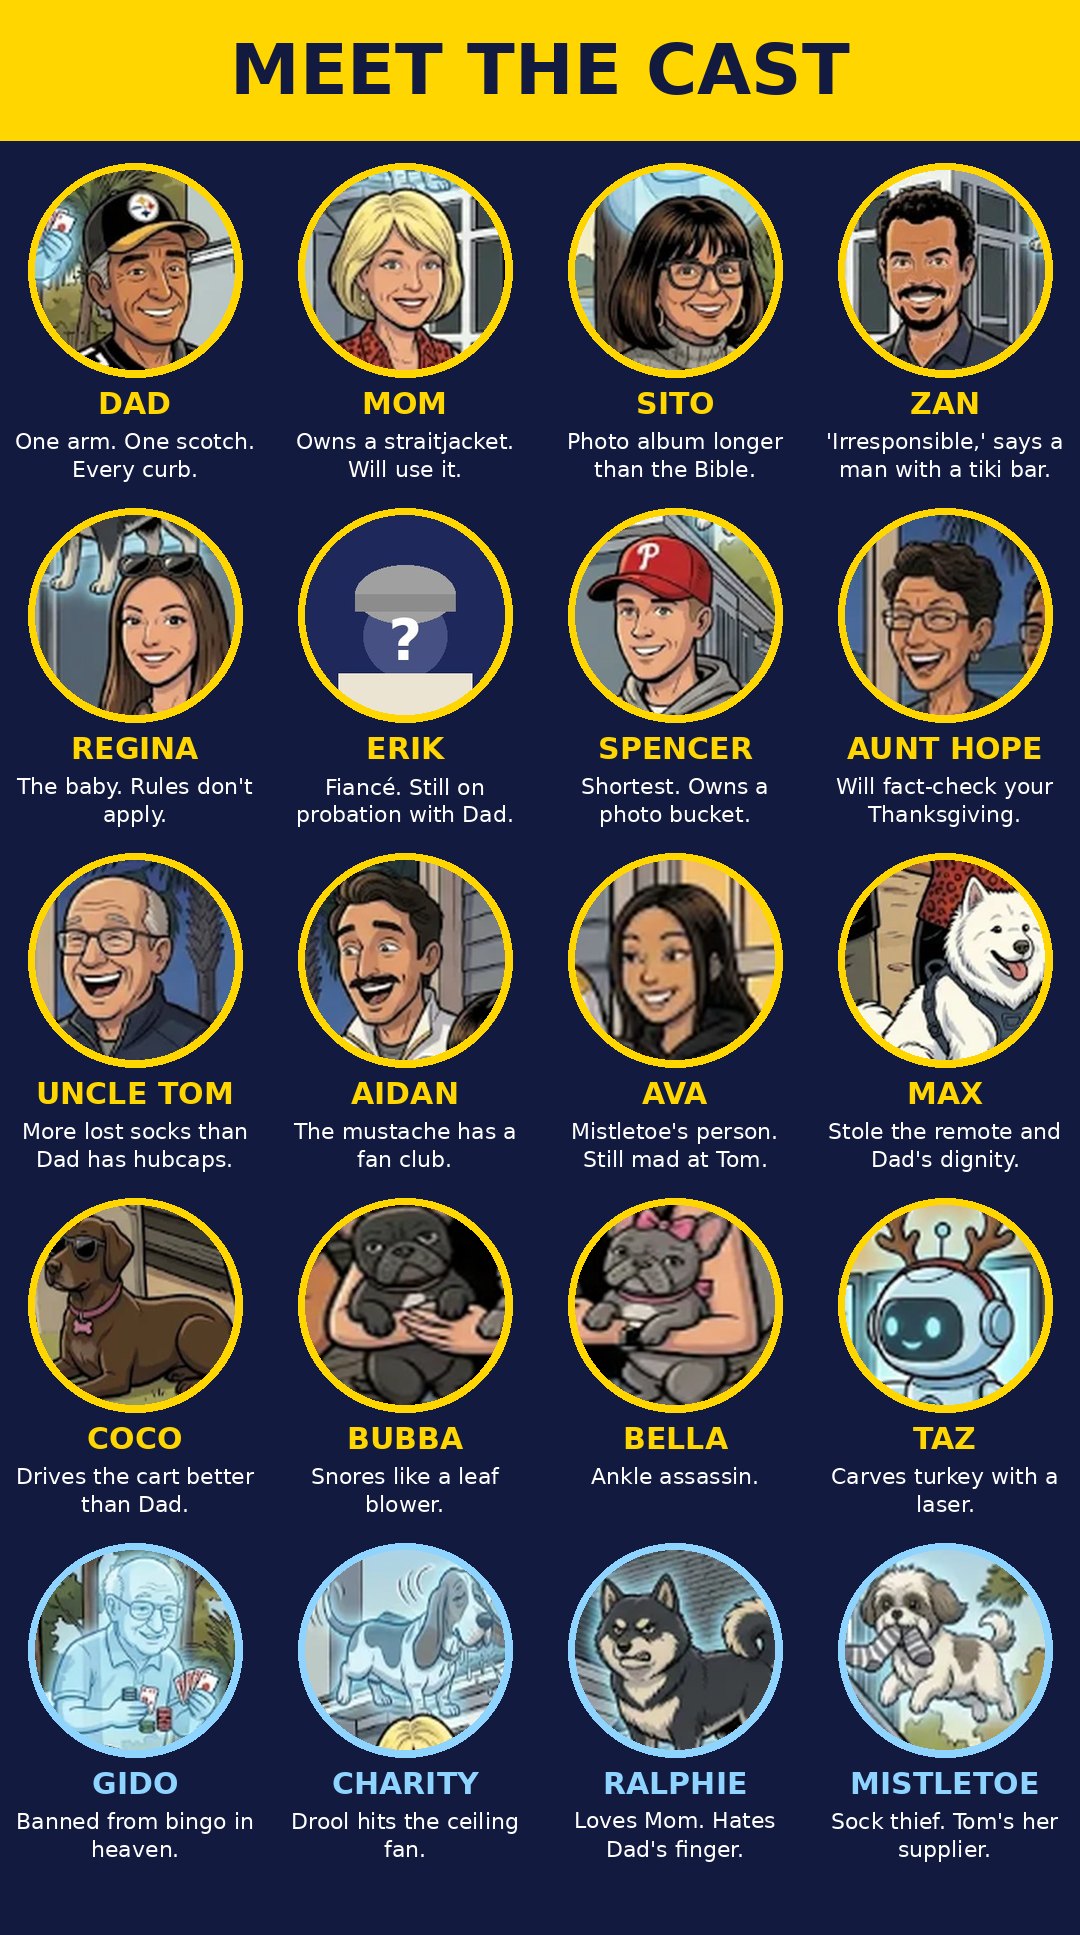 MEET THE CAST
DAD
One arm. One scotch.
Every curb.
MOM
Owns a straitjacket.
Will use it.
SITO
Photo album longer
than the Bible.
ZAN
'Irresponsible,' says a
man with a tiki bar.
REGINA
The baby. Rules don't
apply.
?
ERIK
Fiancé. Still on
probation with Dad.
P
SPENCER
Shortest. Owns a
photo bucket.
AUNT HOPE
Will fact-check your
Thanksgiving.
UNCLE TOM
More lost socks than
Dad has hubcaps.
AIDAN
The mustache has a
fan club.
AVA
Mistletoe's person.
Still mad at Tom.
MAX
Stole the remote and
Dad's dignity.
COCO
Drives the cart better
than Dad.
BUBBA
Snores like a leaf
blower.
BELLA
Ankle assassin.
TAZ
Carves turkey with a
laser.
GIDO
Banned from bingo in
heaven.
CHARITY
Drool hits the ceiling
fan.
RALPHIE
Loves Mom. Hates
Dad's finger.
MISTLETOE
Sock thief. Tom's her
supplier.